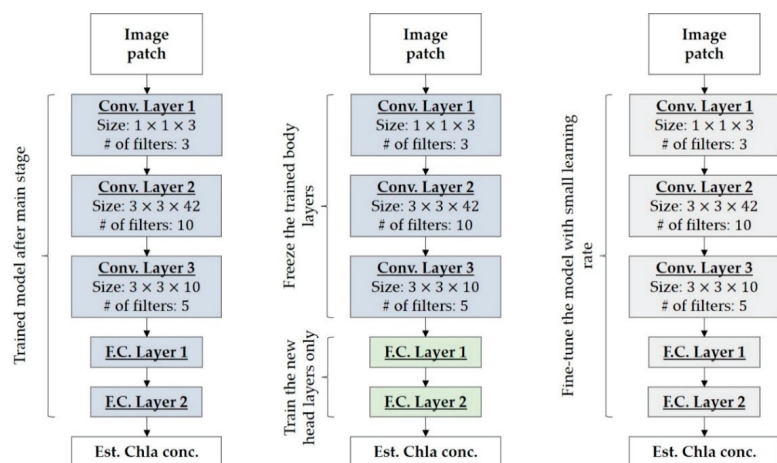 Image
patch
Trained model after main stage
Conv. Layer 1
Size: 1 × 1 × 3
# of filters: 3
Conv. Layer 2
Size: 3 × 3 × 42
# of filters: 10
Conv. Layer 3
Size: 3 × 3 × 10
# of filters: 5
F.C. Layer 1
F.C. Layer 2
Est. Chla conc.
Image
patch
Freeze the trained body
layers
Conv. Layer 1
Size: 1 × 1 × 3
# of filters: 3
Conv. Layer 2
Size: 3 × 3 × 42
# of filters: 10
Conv. Layer 3
Size: 3 × 3 × 10
# of filters: 5
Train the new
head layers only
F.C. Layer 1
F.C. Layer 2
Est. Chla conc.
Image
patch
Fine-tune the model with small learning
rate
Conv. Layer 1
Size: 1 × 1 × 3
# of filters: 3
Conv. Layer 2
Size: 3 × 3 × 42
# of filters: 10
Conv. Layer 3
Size: 3 × 3 × 10
# of filters: 5
F.C. Layer 1
F.C. Layer 2
Est. Chla conc.